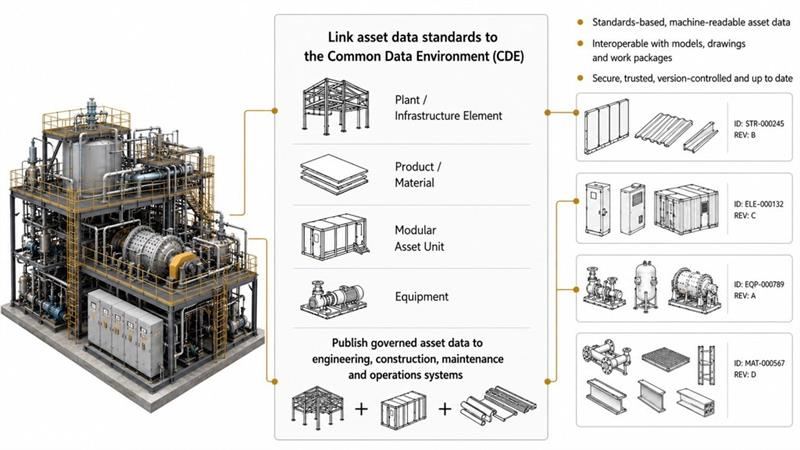 Link asset data standards to
the Common Data Environment (CDE)
Plant /
Infrastructure Element
Product /
Material
Modular
Asset Unit
Equipment
Publish governed asset data to
engineering, construction, maintenance
and operations systems
+ +
• Standards-based, machine-readable asset data
• Interoperable with models, drawings
and work packages
• Secure, trusted, version-controlled and up to date
ID: STR-000245
REV: B
ID: ELE-000132
REV: C
ID: EQP-000789
REV: A
ID: MAT-000567
REV: D